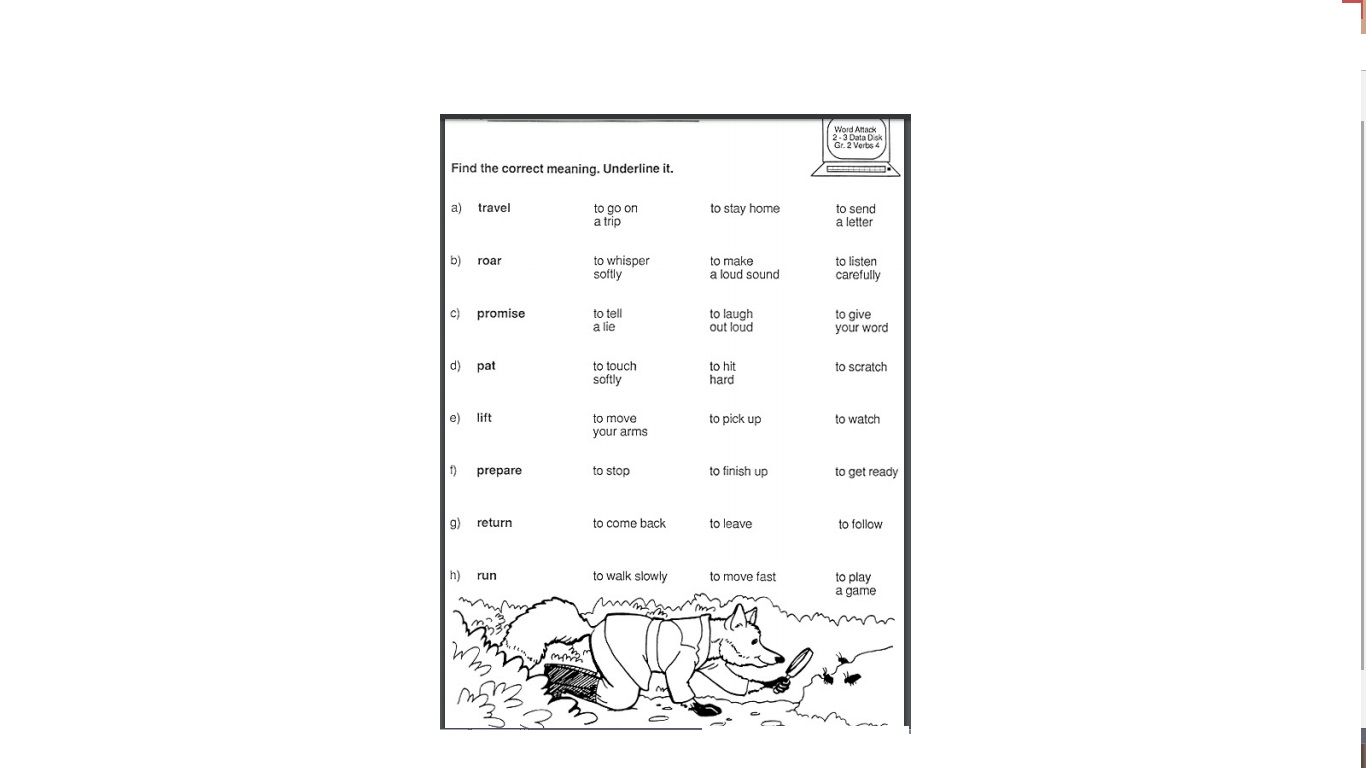 Word Attack
2 - 3 Data Disk
Gr. 2 Verbs 4
Find the correct meaning. Underline it.
a) travel to go on to stay home to send
a trip a letter
b) roar to whisper to make to listen
softly a loud sound carefully
c) promise to tell to laugh to give
a lie out loud your word
d) pat to touch to hit to scratch
softly hard
e) lift to move to pick up to watch
your arms
f) prepare to stop to finish up to get ready
g) return to come back to leave to follow
h) run to walk slowly to move fast to play
a game